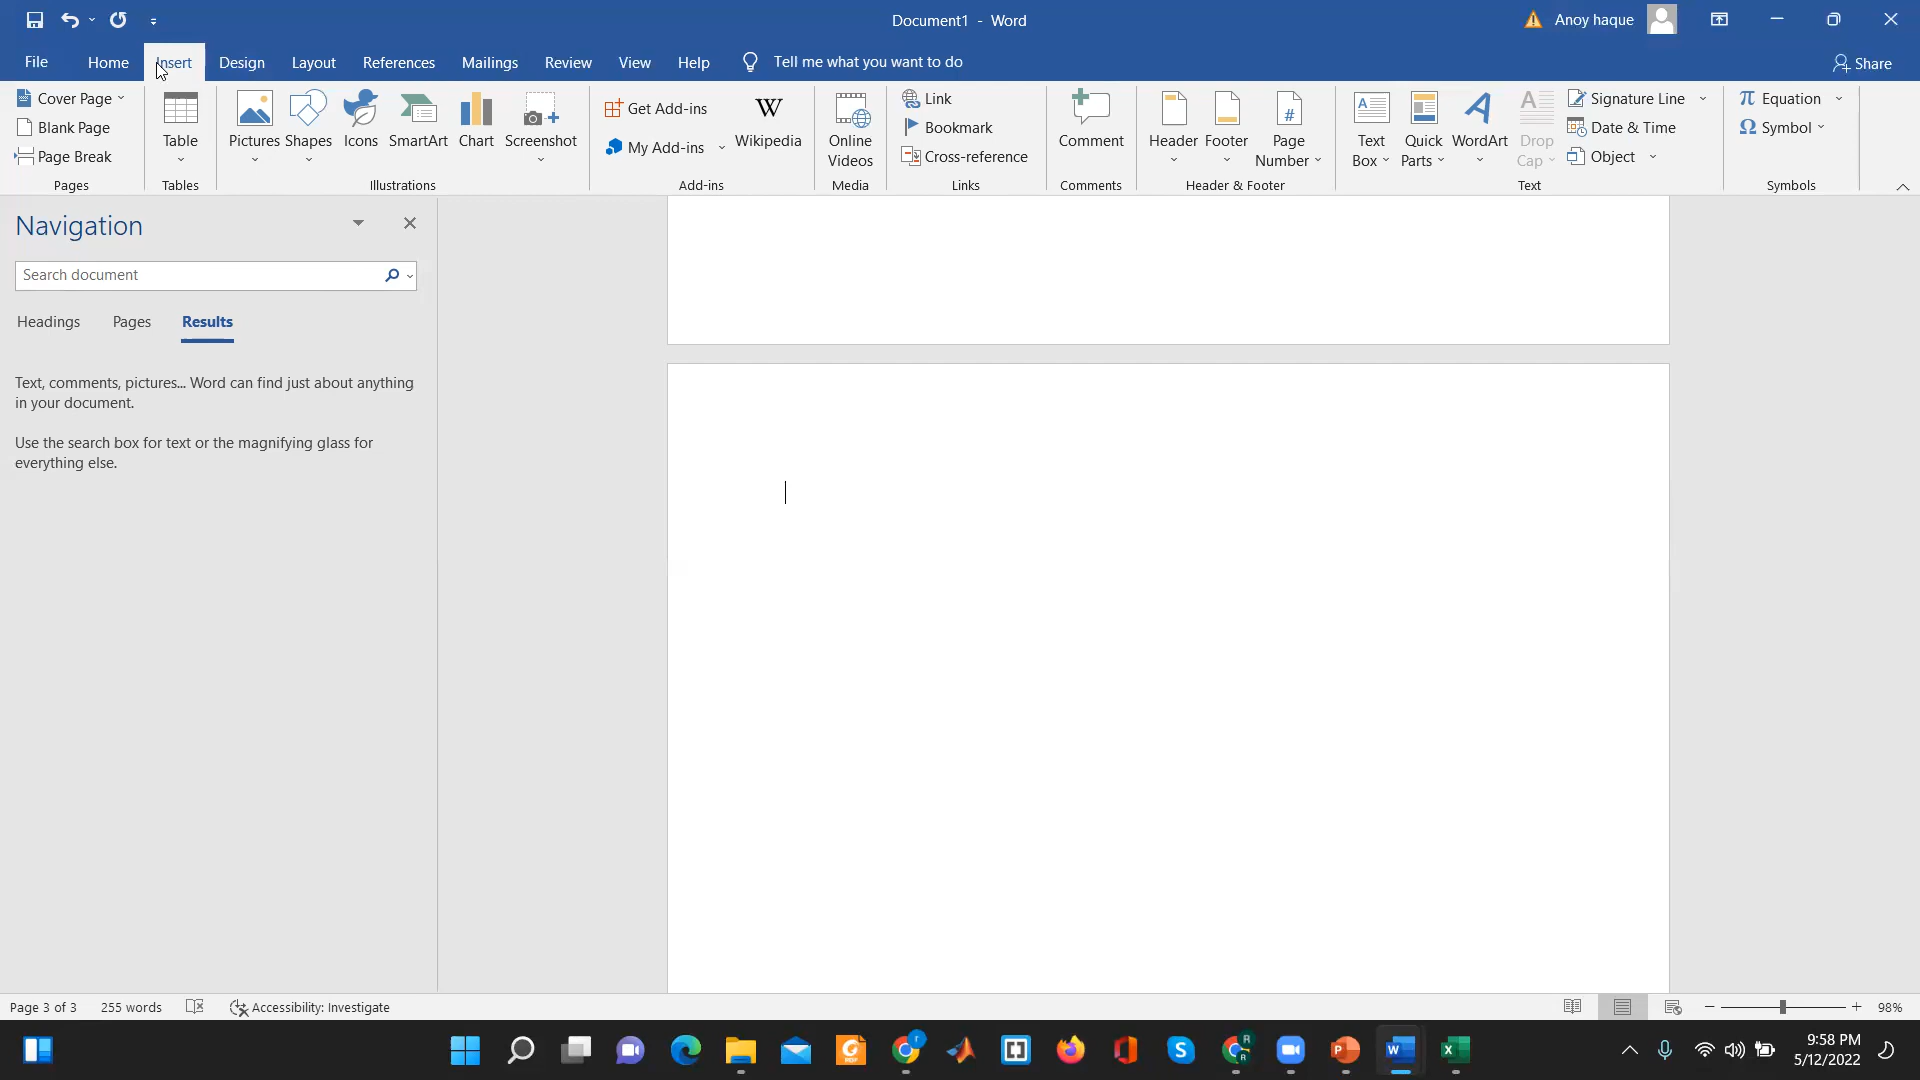 Document1 - Word
Anoy haque
File Home Insert Design Layout References Mailings Review View Help Tell me what you want to do Share
Cover Page
Blank Page
Page Break
Pages
Table
Tables
Pictures Shapes Icons SmartArt Chart Screenshot
Illustrations
Get Add-ins
My Add-ins
W
Wikipedia
Add-ins
Online
Videos
Media
Link
Bookmark
Cross-reference
Links
Comment
Comments
Header Footer Page
Number
#
Header & Footer
Text
Box
Quick
Parts
WordArt
Drop
Cap
Signature Line
Date & Time
Object
Text
π Equation
Ω Symbol
Symbols
Navigation
Search document
Headings Pages Results
Text, comments, pictures... Word can find just about anything
in your document.
Use the search box for text or the magnifying glass for
everything else.
Page 3 of 3 255 words Accessibility: Investigate 98%
9:58 PM
5/12/2022